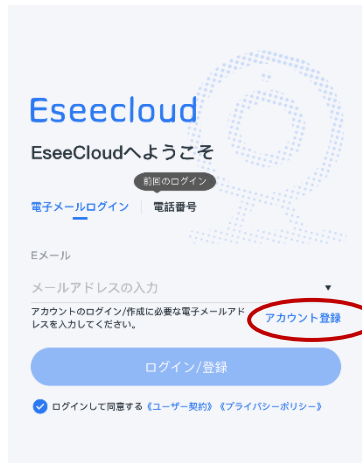 Eseecloud
EseeCloudへようこそ
前回のログイン
電子メールログイン 電話番号
Eメール
メールアドレスの入力 ▼
アカウントのログイン/作成に必要な電子メールアド
レスを入力してください。
アカウント登録
ログイン/登録
ログインして同意する《ユーザー契約》《プライバシーポリシー》